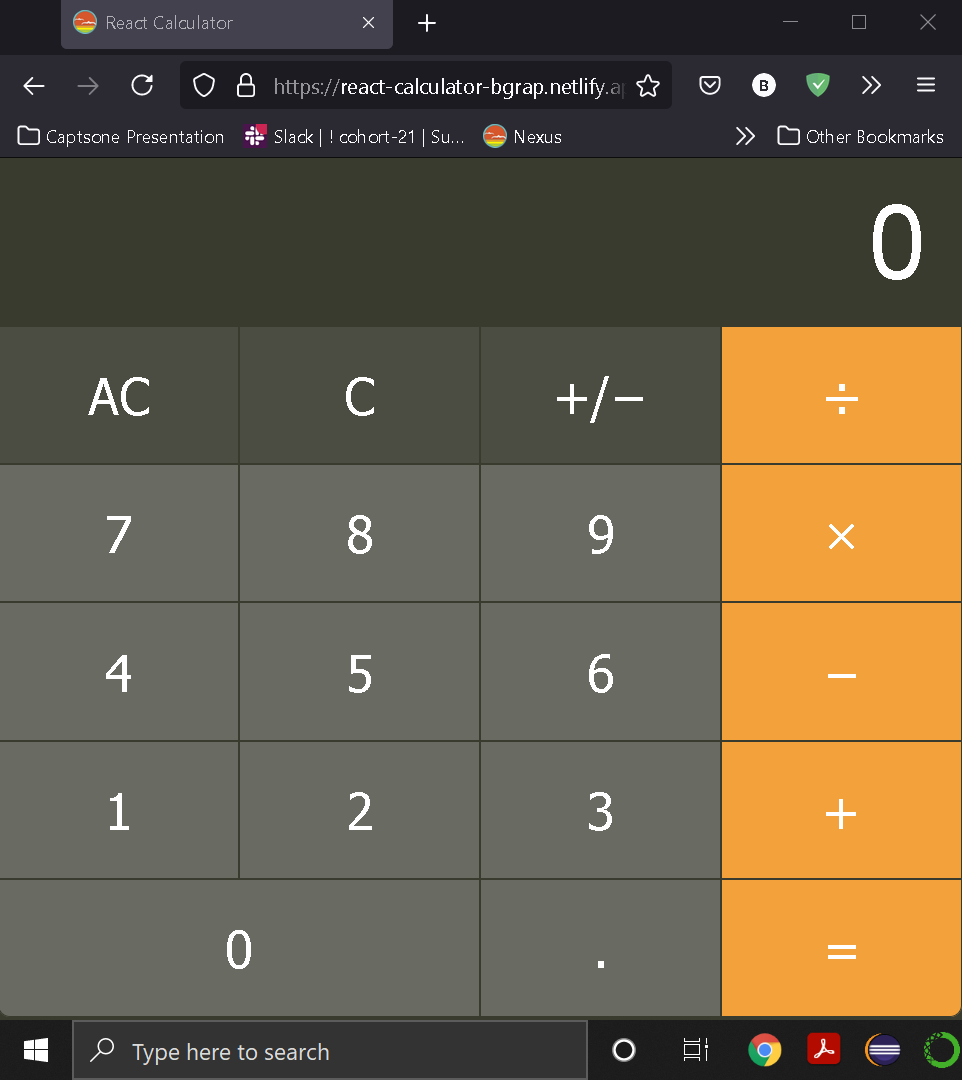 React Calculator
https://react-calculator-bgrap.netlify.ap
B
Captsone Presentation
Slack | ! cohort-21 | Su...
Nexus
Other Bookmarks
0
AC C +/− ÷
7 8 9 ×
4 5 6 −
1 2 3 +
0 . =
Type here to search